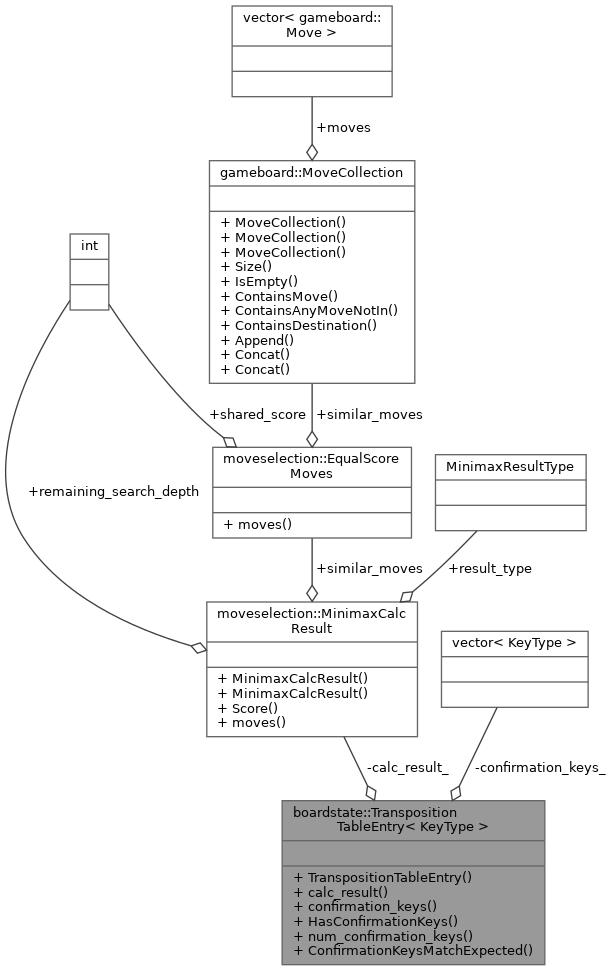 vector< gameboard::
Move >
+moves
gameboard::MoveCollection
+ MoveCollection()
+ MoveCollection()
+ MoveCollection()
+ Size()
+ IsEmpty()
+ ContainsMove()
+ ContainsAnyMoveNotIn()
+ ContainsDestination()
+ Append()
+ Concat()
+ Concat()
int
+shared_score
+similar_moves
moveselection::EqualScore
Moves
+ moves()
MinimaxResultType
+remaining_search_depth
+similar_moves
+result_type
moveselection::MinimaxCalc
Result
+ MinimaxCalcResult()
+ MinimaxCalcResult()
+ Score()
+ moves()
vector< KeyType >
-calc_result_
-confirmation_keys_
boardstate::Transposition
TableEntry< KeyType >
+ TranspositionTableEntry()
+ calc_result()
+ confirmation_keys()
+ HasConfirmationKeys()
+ num_confirmation_keys()
+ ConfirmationKeysMatchExpected()